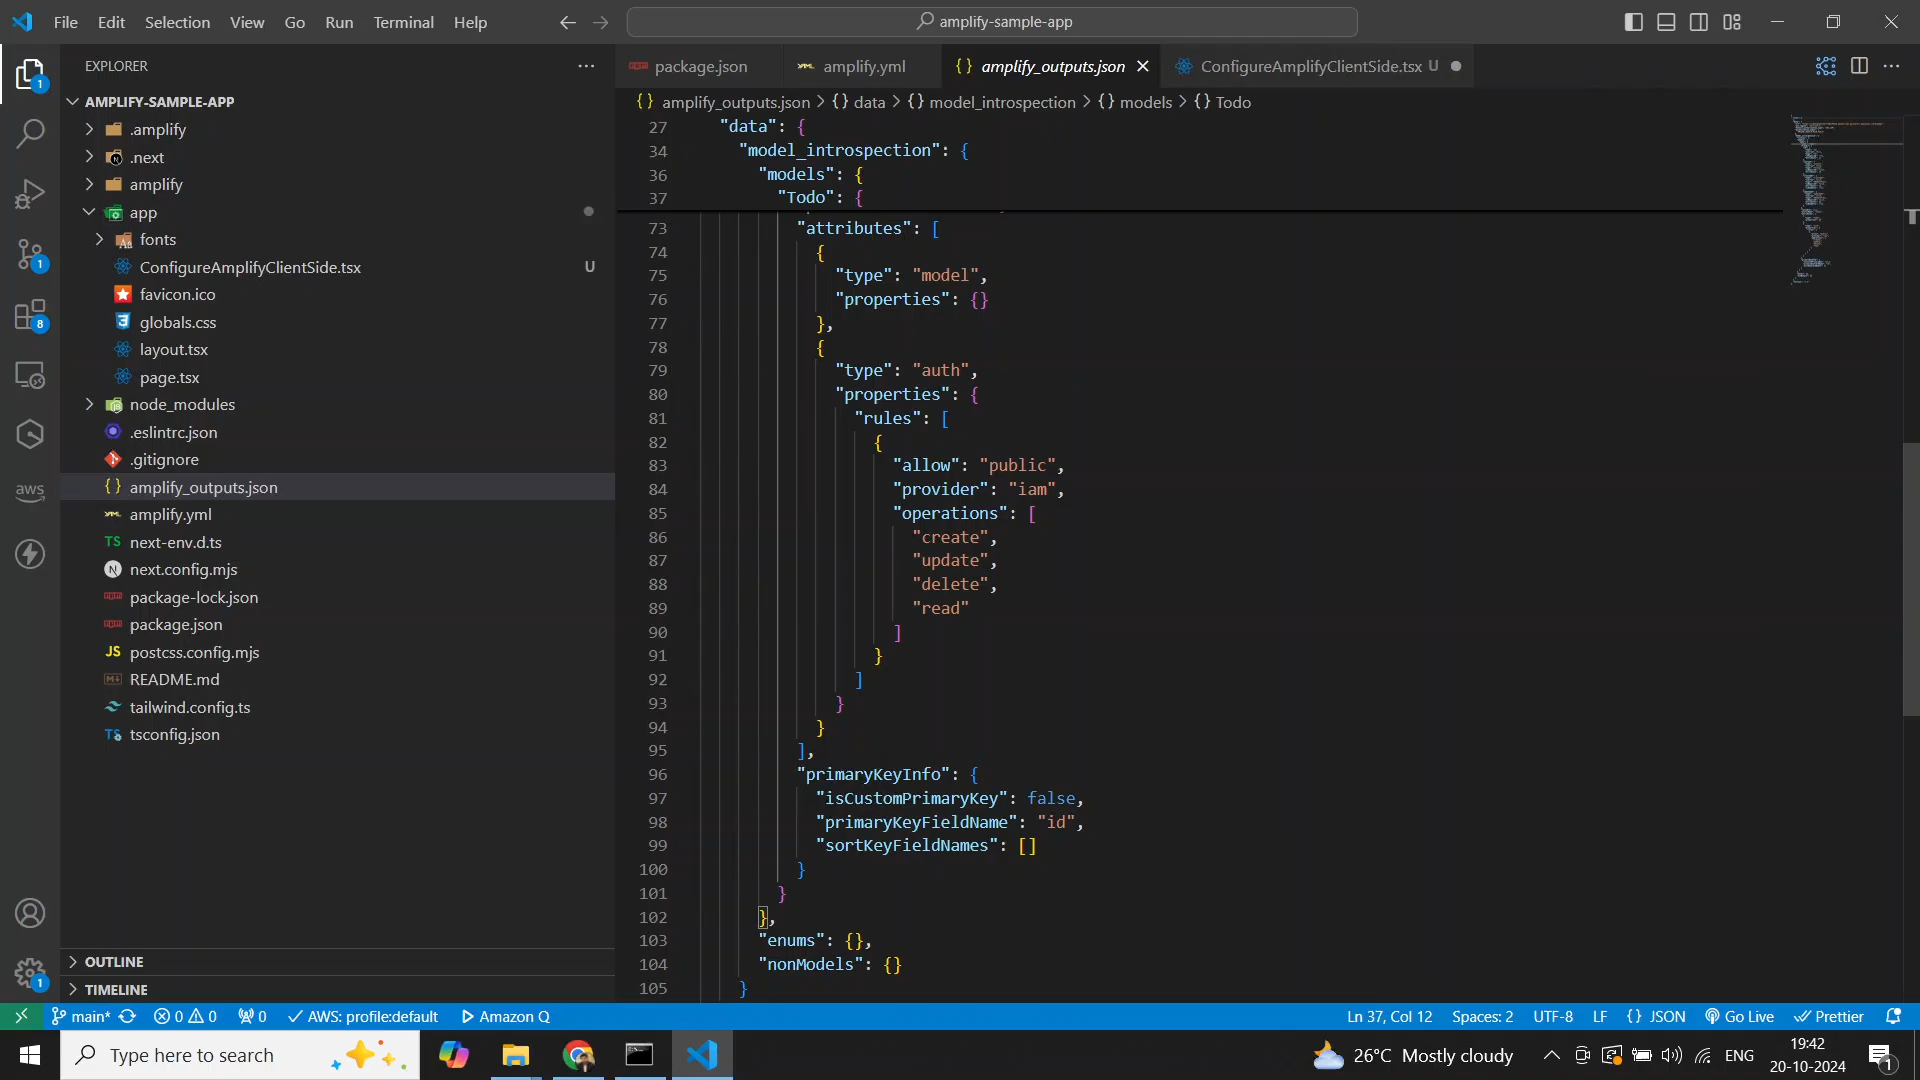 File Edit Selection View Go Run Terminal Help
amplify-sample-app
EXPLORER
AMPLIFY-SAMPLE-APP
.amplify
.next
amplify
app
fonts
ConfigureAmplifyClientSide.tsx U
favicon.ico
globals.css
layout.tsx
page.tsx
node_modules
.eslintrc.json
.gitignore
amplify_outputs.json
amplify.yml
next-env.d.ts
next.config.mjs
package-lock.json
package.json
postcss.config.mjs
README.md
tailwind.config.ts
tsconfig.json
OUTLINE
TIMELINE
1
1
8
aws
1
package.json
amplify.yml
amplify_outputs.json
ConfigureAmplifyClientSide.tsx U
{} amplify_outputs.json > {} data > {} model_introspection > {} models > {} Todo
27 "data": {
34 "model_introspection": {
36 "models": {
37 "Todo": {
73 "attributes": [
74 {
75 "type": "model",
76 "properties": {}
77 },
78 {
79 "type": "auth",
80 "properties": {
81 "rules": [
82 {
83 "allow": "public",
84 "provider": "iam",
85 "operations": [
86 "create",
87 "update",
88 "delete",
89 "read"
90 ]
91 }
92 ]
93 }
94 }
95 ],
96 "primaryKeyInfo": {
97 "isCustomPrimaryKey": false,
98 "primaryKeyFieldName": "id",
99 "sortKeyFieldNames": []
100 }
101 }
102 },
103 "enums": {},
104 "nonModels": {}
105 }
main* 0 0 0 AWS: profile:default Amazon Q
Ln 37, Col 12 Spaces: 2 UTF-8 LF {} JSON Go Live Prettier
Type here to search
26°C Mostly cloudy
ENG
19:42
20-10-2024
1